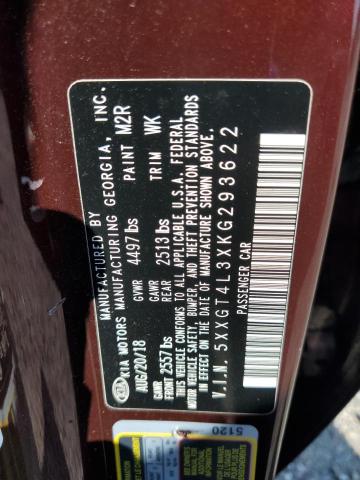 MANUFACTURED BY
KIA MOTORS MANUFACTURING GEORGIA, INC.
AUG/20/18 GVWR 4497lbs PAINT M2R
GAWR FRONT 2557lbs GAWR REAR 2513lbs TRIM WK
THIS VEHICLE CONFORMS TO ALL APPLICABLE U.S.A. FEDERAL
MOTOR VEHICLE SAFETY, BUMPER, AND THEFT PREVENTION STANDARDS
IN EFFECT ON THE DATE OF MANUFACTURE SHOWN ABOVE.
V.I.N. 5XXGT4L3XKG293622
PASSENGER CAR
5120